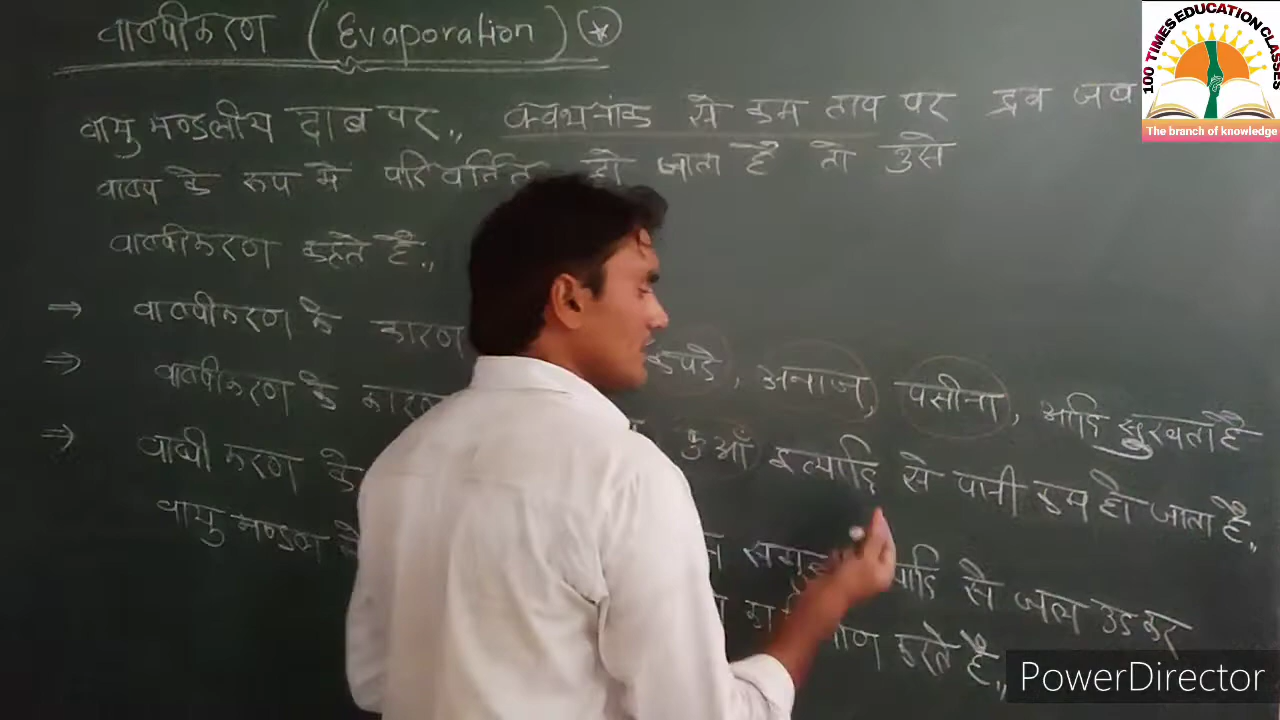 वाष्पीकरण (Evaporation)
वायु मण्डलीय दाब पर., क्वथनांक से कम ताप पर द्रव जब
वाष्प के रूप में परिवर्तित हो जाता है तो उसे
वाष्पीकरण कहते है.,
⇒ वाष्पीकरण के कारण कपडे, अनाज, पसीना, आदि सुखता है
⇒ वाष्पीकरण के कारण कुआँ इत्यादि से पानी कम हो जाता है.,
⇒ वाष्पी करण के समुद्र से जल उड कर
वायु मण्डल करते है.,
100 TIMES EDUCATION CLASSES
The branch of knowledge
PowerDirector